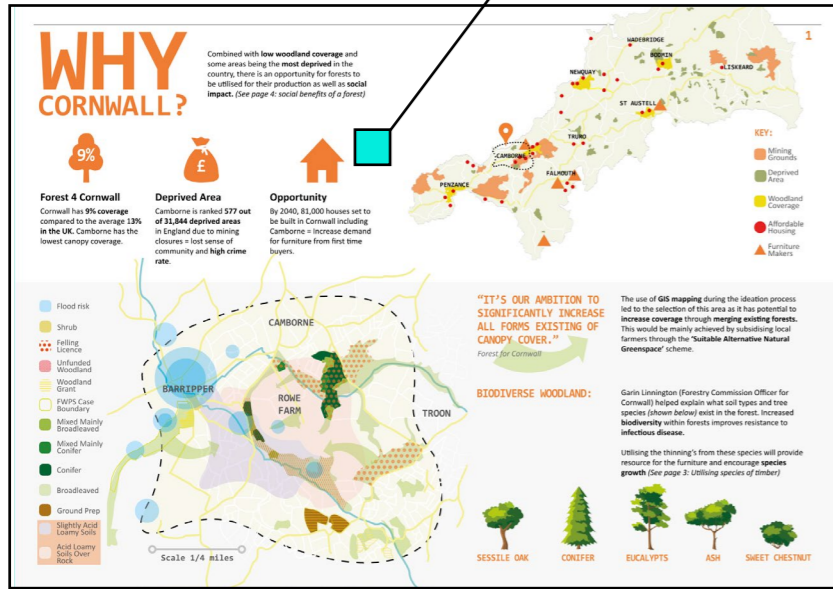 1
WHY
CORNWALL?
Combined with low woodland coverage and
some areas being the most deprived in the
country, there is an opportunity for forests to
be utilised for their production as well as social
impact. (See page 4: social benefits of a forest)
9%
£
Forest 4 Cornwall
Cornwall has 9% coverage
compared to the average 13%
in the UK. Camborne has the
lowest canopy coverage.
Deprived Area
Camborne is ranked 577 out
of 31,844 deprived areas
in England due to mining
closures = lost sense of
community and high crime
rate.
Opportunity
By 2040, 81,000 houses set to
be built in Cornwall including
Camborne = increase demand
for furniture from first time
buyers.
WADEBRIDGE
BODMIN
LISKEARD
NEWQUAY
ST AUSTELL
TRURO
CAMBORNE
FALMOUTH
PENZANCE
KEY:
Mining
Grounds
Deprived
Area
Woodland
Coverage
Affordable
Housing
Furniture
Makers
Flood risk
Shrub
Felling
Licence
Unfunded
Woodland
Woodland
Grant
FWPS Case
Boundary
Mixed Mainly
Broadleaved
Mixed Mainly
Conifer
Conifer
Broadleaved
Ground Prep
Slightly Acid
Loamy Soils
Acid Loamy
Soils Over
Rock
CAMBORNE
BARRIPPER
ROWE
FARM
TROON
Scale 1/4 miles
"IT'S OUR AMBITION TO
SIGNIFICANTLY INCREASE
ALL FORMS EXISTING OF
CANOPY COVER."
Forest for Cornwall
The use of GIS mapping during the ideation process
led to the selection of this area as it has potential to
increase coverage through merging existing forests.
This would be mainly achieved by subsidising local
farmers through the 'Suitable Alternative Natural
Greenspace' scheme.
BIODIVERSE WOODLAND:
Garin Linnington (Forestry Commission Officer for
Cornwall) helped explain what soil types and tree
species (shown below) exist in the forest. Increased
biodiversity within forests improves resistance to
infectious disease.
Utilising the thinning's from these species will provide
resource for the furniture and encourage species
growth (See page 3: Utilising species of timber)
SESSILE OAK
CONIFER
EUCALYPTS
ASH
SWEET CHESTNUT